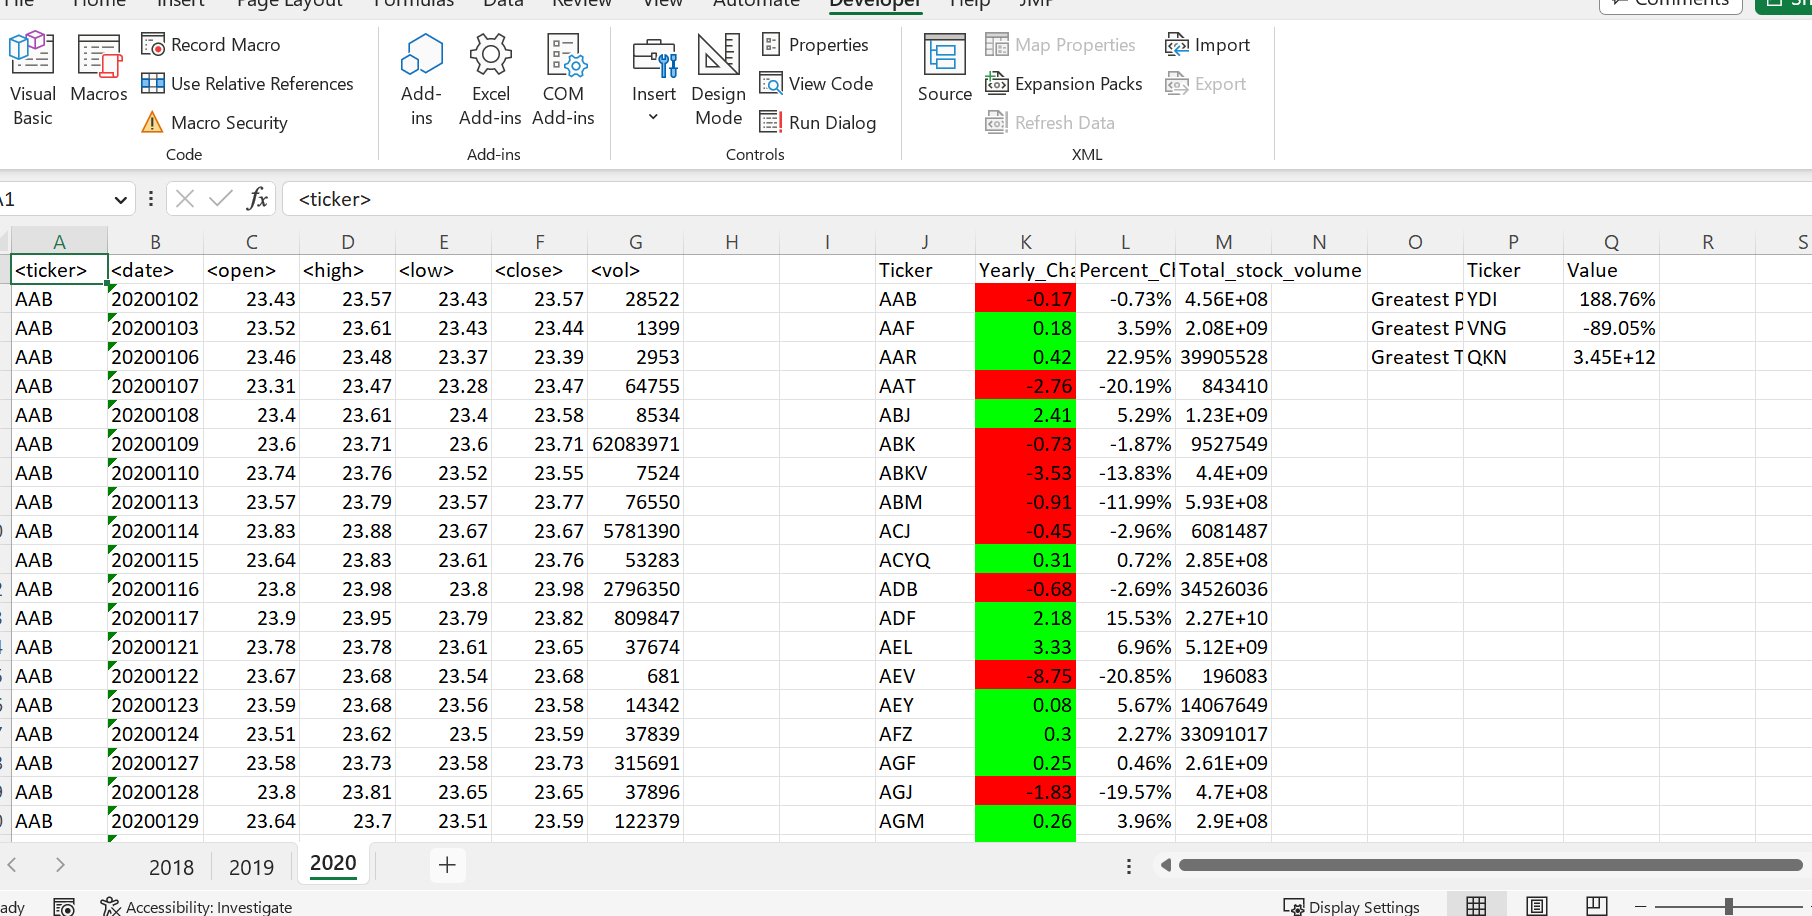 File Home Insert Page Layout Formulas Data Review View Automate Developer Help JMP Comments
Visual Basic
Macros
Record Macro
Use Relative References
Macro Security
Code
Add-ins
Excel Add-ins
COM Add-ins
Add-ins
Insert
Design Mode
Properties
View Code
Run Dialog
Controls
Source
Map Properties
Expansion Packs
Refresh Data
Import
Export
XML
A1 fx <ticker>
A B C D E F G H I J K L M N O P Q R S
<ticker> <date> <open> <high> <low> <close> <vol> Ticker Yearly_Cha Percent_Cl Total_stock_volume Ticker Value
AAB 20200102 23.43 23.57 23.43 23.57 28522 AAB -0.17 -0.73% 4.56E+08 Greatest P YDI 188.76%
AAB 20200103 23.52 23.61 23.43 23.44 1399 AAF 0.18 3.59% 2.08E+09 Greatest P VNG -89.05%
AAB 20200106 23.46 23.48 23.37 23.39 2953 AAR 0.42 22.95% 39905528 Greatest T QKN 3.45E+12
AAB 20200107 23.31 23.47 23.28 23.47 64755 AAT -2.76 -20.19% 843410
AAB 20200108 23.4 23.61 23.4 23.58 8534 ABJ 2.41 5.29% 1.23E+09
AAB 20200109 23.6 23.71 23.6 23.71 62083971 ABK -0.73 -1.87% 9527549
AAB 20200110 23.74 23.76 23.52 23.55 7524 ABKV -3.53 -13.83% 4.4E+09
AAB 20200113 23.57 23.79 23.57 23.77 76550 ABM -0.91 -11.99% 5.93E+08
AAB 20200114 23.83 23.88 23.67 23.67 5781390 ACJ -0.45 -2.96% 6081487
AAB 20200115 23.64 23.83 23.61 23.76 53283 ACYQ 0.31 0.72% 2.85E+08
AAB 20200116 23.8 23.98 23.8 23.98 2796350 ADB -0.68 -2.69% 34526036
AAB 20200117 23.9 23.95 23.79 23.82 809847 ADF 2.18 15.53% 2.27E+10
AAB 20200121 23.78 23.78 23.61 23.65 37674 AEL 3.33 6.96% 5.12E+09
AAB 20200122 23.67 23.68 23.54 23.68 681 AEV -8.75 -20.85% 196083
AAB 20200123 23.59 23.68 23.56 23.58 14342 AEY 0.08 5.67% 14067649
AAB 20200124 23.51 23.62 23.5 23.59 37839 AFZ 0.3 2.27% 33091017
AAB 20200127 23.58 23.73 23.58 23.73 315691 AGF 0.25 0.46% 2.61E+09
AAB 20200128 23.8 23.81 23.65 23.65 37896 AGJ -1.83 -19.57% 4.7E+08
AAB 20200129 23.64 23.7 23.51 23.59 122379 AGM 0.26 3.96% 2.9E+08
2018 2019 2020
ady Accessibility: Investigate Display Settings